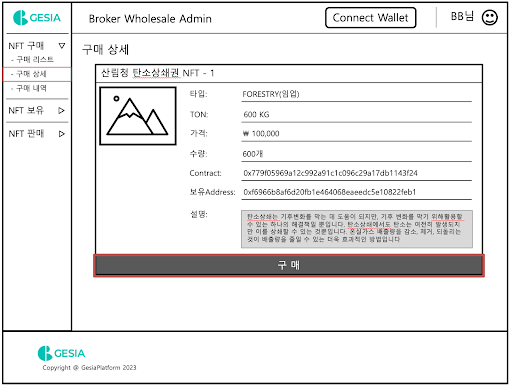 GESIA
Broker Wholesale Admin
Connect Wallet
BB님
NFT 구매
- 구매 리스트
- 구매 상세
- 구매 내역
NFT 보유
NFT 판매
구매 상세
산림정 탄소상쇄권 NFT - 1
타입: FORESTRY(임업)
TON: 600 KG
가격: ₩ 100,000
수량: 600개
Contract: 0x779f05969a12c992a91c1c096c29a17db1143f24
보유Address: 0xf6966b8af6d20fb1e464068eaeedc5e10822feb1
설명: 탄소상쇄는 기후변화를 막는 데 도움이 되지만, 기후 변화를 막기 위해활용할
수 있는 하나의 해결책일 뿐입니다. 탄소상쇄에서도 탄소는 여전히 발생되지
만 이를 상쇄할 수 있는 것뿐입니다. 온실가스 배출량을 감소, 제거, 되돌리는
것이 배출량을 줄일 수 있는 더욱 효과적인 방법입니다
구 매
GESIA
Copyright @ GesiaPlatform 2023